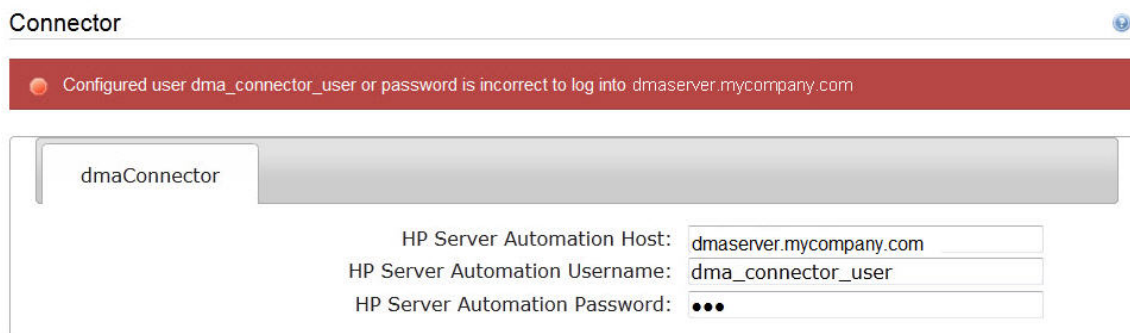 Connector
Configured user dma_connector_user or password is incorrect to log into dmaserver.mycompany.com
dmaConnector
HP Server Automation Host: dmaserver.mycompany.com
HP Server Automation Username: dma_connector_user
HP Server Automation Password: •••